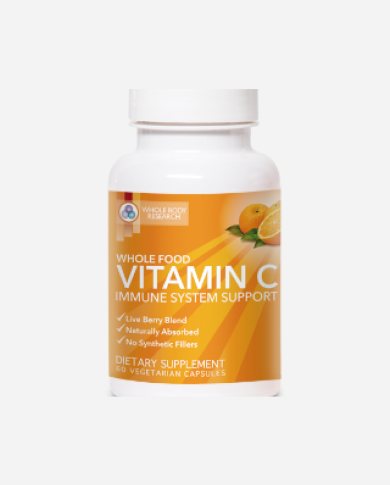 WHOLE BODY
RESEARCH
WHOLE FOOD
VITAMIN C
IMMUNE SYSTEM SUPPORT
✓ Live Berry Blend
✓ Naturally Absorbed
✓ No Synthetic Fillers
DIETARY SUPPLEMENT
60 VEGETARIAN CAPSULES